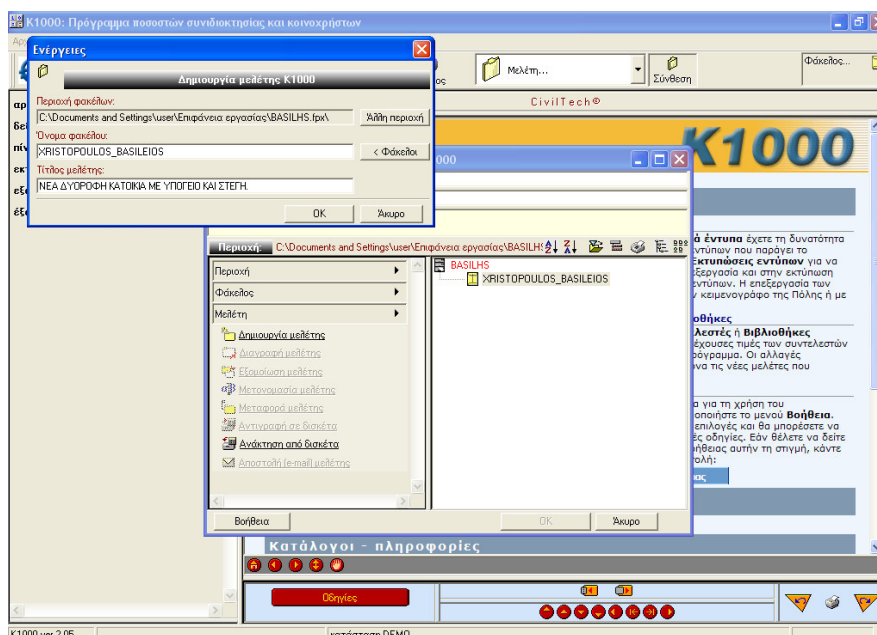 K1000: Πρόγραμμα ποσοστών συνιδιοκτησίας και κοινοχρήστων
Ενέργειες
Δημιουργία μελέτης Κ1000
Περιοχή φακέλων:
C:\Documents and Settings\user\Επιφάνεια εργασίας\BASILHS.fpx\
Άλλη περιοχή
Όνομα φακέλου:
XRISTOPOULOS_BASILEIOS
< Φάκελοι
Τίτλος μελέτης:
ΝΕΑ ΔΥΟΡΟΦΗ ΚΑΤΟΙΚΙΑ ΜΕ ΥΠΟΓΕΙΟ ΚΑΙ ΣΤΕΓΗ.
OK
Άκυρο
Μελέτη...
Σύνθεση
Φάκελος...
CivilTech®
K1000
Περιοχή:
C:\Documents and Settings\user\Επιφάνεια εργασίας\BASILHS
Περιοχή
Φάκελος
Μελέτη
Δημιουργία μελέτης
Διαγραφή μελέτης
Εξομοίωση μελέτης
Μετονομασία μελέτης
Μεταφορά μελέτης
Αντιγραφή σε δισκέτα
Ανάκτηση από δισκέτα
Αποστολή (e-mail) μελέτης
BASILHS
XRISTOPOULOS_BASILEIOS
Βοήθεια
OK
Άκυρο
ά έντυπα έχετε τη δυνατότητα
εντύπων που παράγει το
Εκτυπώσεις εντύπων για να
εξεργασία και στην εκτύπωση
εντύπων. Η επεξεργασία των
ν κειμενογράφο της Πόλης ή με
οθήκες
λεστές ή Βιβλιοθήκες
έχουσες τιμές των συντελεστών
ρόγραμμα. Οι αλλαγές
όνα τις νέες μελέτες που
α για τη χρήση του
οποιήστε το μενού Βοήθεια.
επιλογές και θα μπορέσετε να
ές οδηγίες. Εάν θέλετε να δείτε
οήθειας αυτήν τη στιγμή, κάντε
ολή:
ας
Κατάλογοι - πληροφορίες
Οδηγίες
K1000 ver 2.05
κατάσταση DEMO